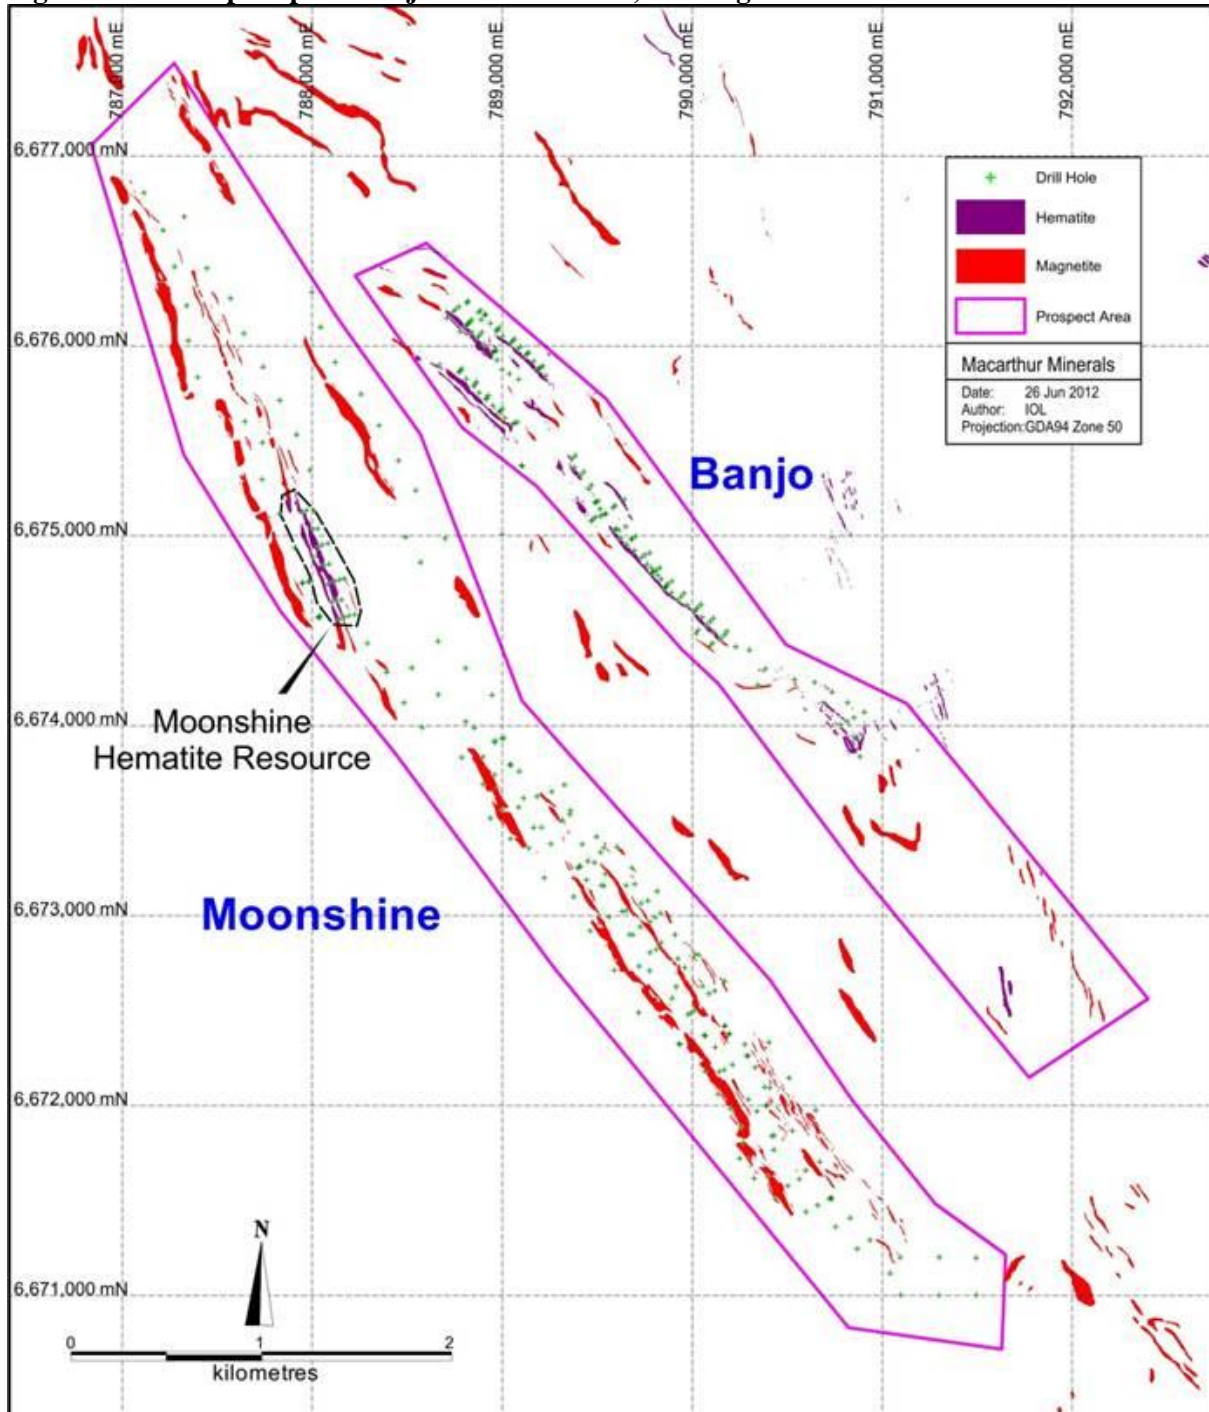 787,000 mE
788,000 mE
789,000 mE
790,000 mE
791,000 mE
792,000 mE
6,677,000 mN
Drill Hole
Hematite
Magnetite
Prospect Area
Macarthur Minerals
Date: 26 Jun 2012
Author: IOL
Projection:GDA94 Zone 50
6,676,000 mN
Banjo
6,675,000 mN
6,674,000 mN
Moonshine
Hematite Resource
6,673,000 mN
Moonshine
6,672,000 mN
N
6,671,000 mN
0 1 2
kilometres